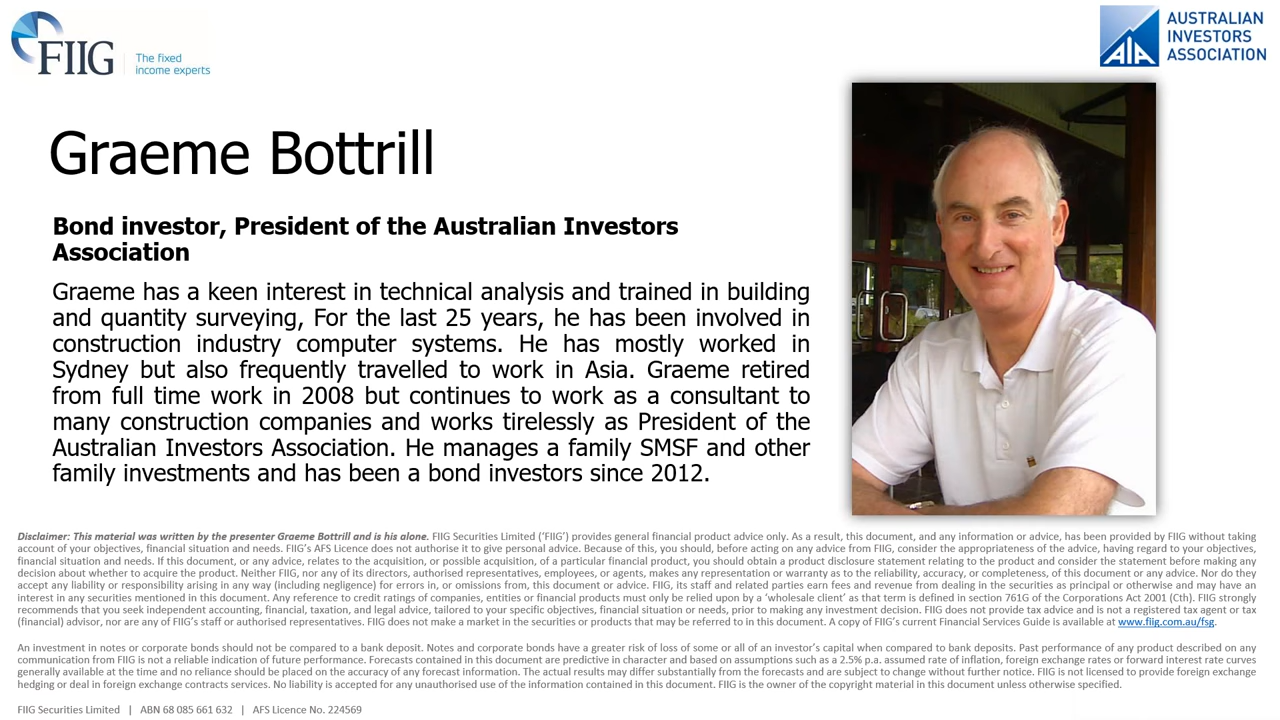 FIIG
The fixed
income experts
AUSTRALIAN
INVESTORS
ASSOCIATION
AIA
Graeme Bottrill
Bond investor, President of the Australian Investors
Association
Graeme has a keen interest in technical analysis and trained in building
and quantity surveying, For the last 25 years, he has been involved in
construction industry computer systems. He has mostly worked in
Sydney but also frequently travelled to work in Asia. Graeme retired
from full time work in 2008 but continues to work as a consultant to
many construction companies and works tirelessly as President of the
Australian Investors Association. He manages a family SMSF and other
family investments and has been a bond investors since 2012.
Disclaimer: This material was written by the presenter Graeme Bottrill and is his alone. FIIG Securities Limited (‘FIIG’) provides general financial product advice only. As a result, this document, and any information or advice, has been provided by FIIG without taking
account of your objectives, financial situation and needs. FIIG’s AFS Licence does not authorise it to give personal advice. Because of this, you should, before acting on any advice from FIIG, consider the appropriateness of the advice, having regard to your objectives,
financial situation and needs. If this document, or any advice, relates to the acquisition, or possible acquisition, of a particular financial product, you should obtain a product disclosure statement relating to the product and consider the statement before making any
decision about whether to acquire the product. Neither FIIG, nor any of its directors, authorised representatives, employees, or agents, makes any representation or warranty as to the reliability, accuracy, or completeness, of this document or any advice. Nor do they
accept any liability or responsibility arising in any way (including negligence) for errors in, or omissions from, this document or advice. FIIG, its staff and related parties earn fees and revenue from dealing in the securities as principal or otherwise and may have an
interest in any securities mentioned in this document. Any reference to credit ratings of companies, entities or financial products must only be relied upon by a ‘wholesale client’ as that term is defined in section 761G of the Corporations Act 2001 (Cth). FIIG strongly
recommends that you seek independent accounting, financial, taxation, and legal advice, tailored to your specific objectives, financial situation or needs, prior to making any investment decision. FIIG does not provide tax advice and is not a registered tax agent or tax
(financial) advisor, nor are any of FIIG’s staff or authorised representatives. FIIG does not make a market in the securities or products that may be referred to in this document. A copy of FIIG’s current Financial Services Guide is available at www.fiig.com.au/fsg.
An investment in notes or corporate bonds should not be compared to a bank deposit. Notes and corporate bonds have a greater risk of loss of some or all of an investor’s capital when compared to bank deposits. Past performance of any product described on any
communication from FIIG is not a reliable indication of future performance. Forecasts contained in this document are predictive in character and based on assumptions such as a 2.5% p.a. assumed rate of inflation, foreign exchange rates or forward interest rate curves
generally available at the time and no reliance should be placed on the accuracy of any forecast information. The actual results may differ substantially from the forecasts and are subject to change without further notice. FIIG is not licensed to provide foreign exchange
hedging or deal in foreign exchange contracts services. No liability is accepted for any unauthorised use of the information contained in this document. FIIG is the owner of the copyright material in this document unless otherwise specified.
FIIG Securities Limited | ABN 68 085 661 632 | AFS Licence No. 224569